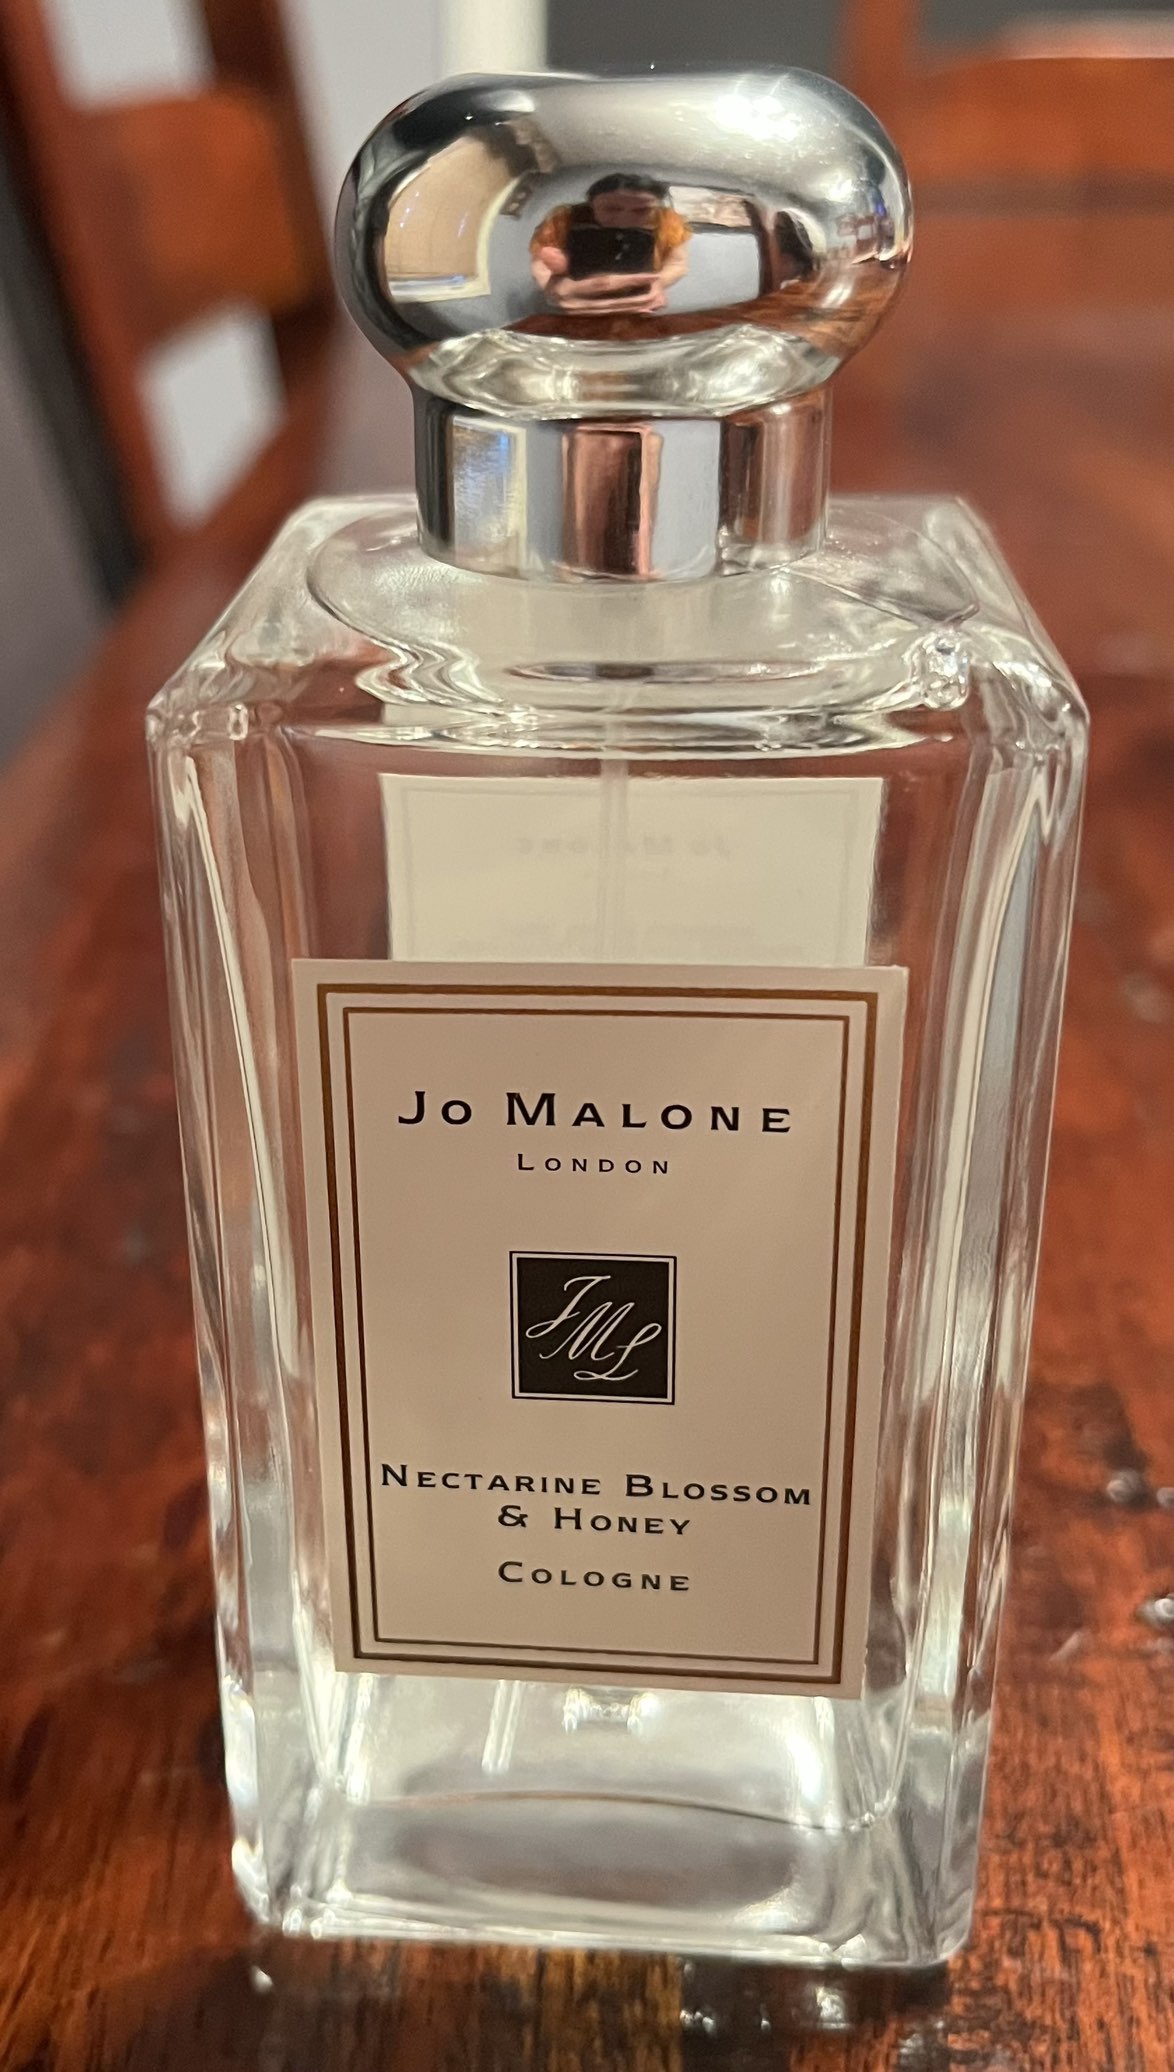 Jo Malone
London
JML
Nectarine Blossom
& Honey
Cologne